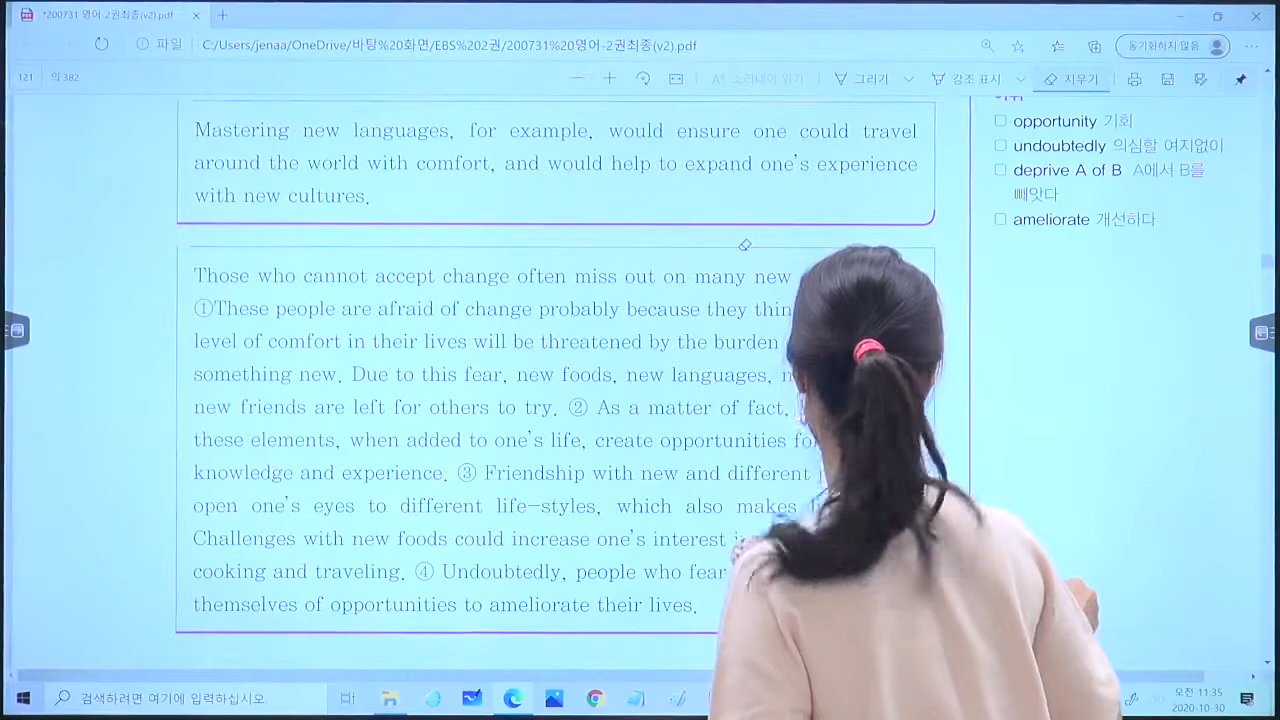 *200731 영어-2권최종(v2).pdf
파일 C:/Users/jenaa/OneDrive/바탕%20화면/EBS%202권/200731%20영어-2권최종(v2).pdf
동기화하지 않음
121 의 382
소리내어 읽기 그리기 강조 표시 지우기
Mastering new languages, for example, would ensure one could travel
around the world with comfort, and would help to expand one's experience
with new cultures.
Those who cannot accept change often miss out on many new
①These people are afraid of change probably because they
level of comfort in their lives will be threatened by the burden
something new. Due to this fear, new foods, new languages,
new friends are left for others to try. ② As a matter of fact,
these elements, when added to one's life, create opportunities
knowledge and experience. ③ Friendship with new and different
open one's eyes to different life-styles, which also makes
Challenges with new foods could increase one's interest
cooking and traveling. ④ Undoubtedly, people who fear
themselves of opportunities to ameliorate their lives.
opportunity 기회
undoubtedly 의심할 여지없이
deprive A of B A에서 B를
빼앗다
ameliorate 개선하다
검색하려면 여기에 입력하십시오.
오전 11:35
2020-10-30